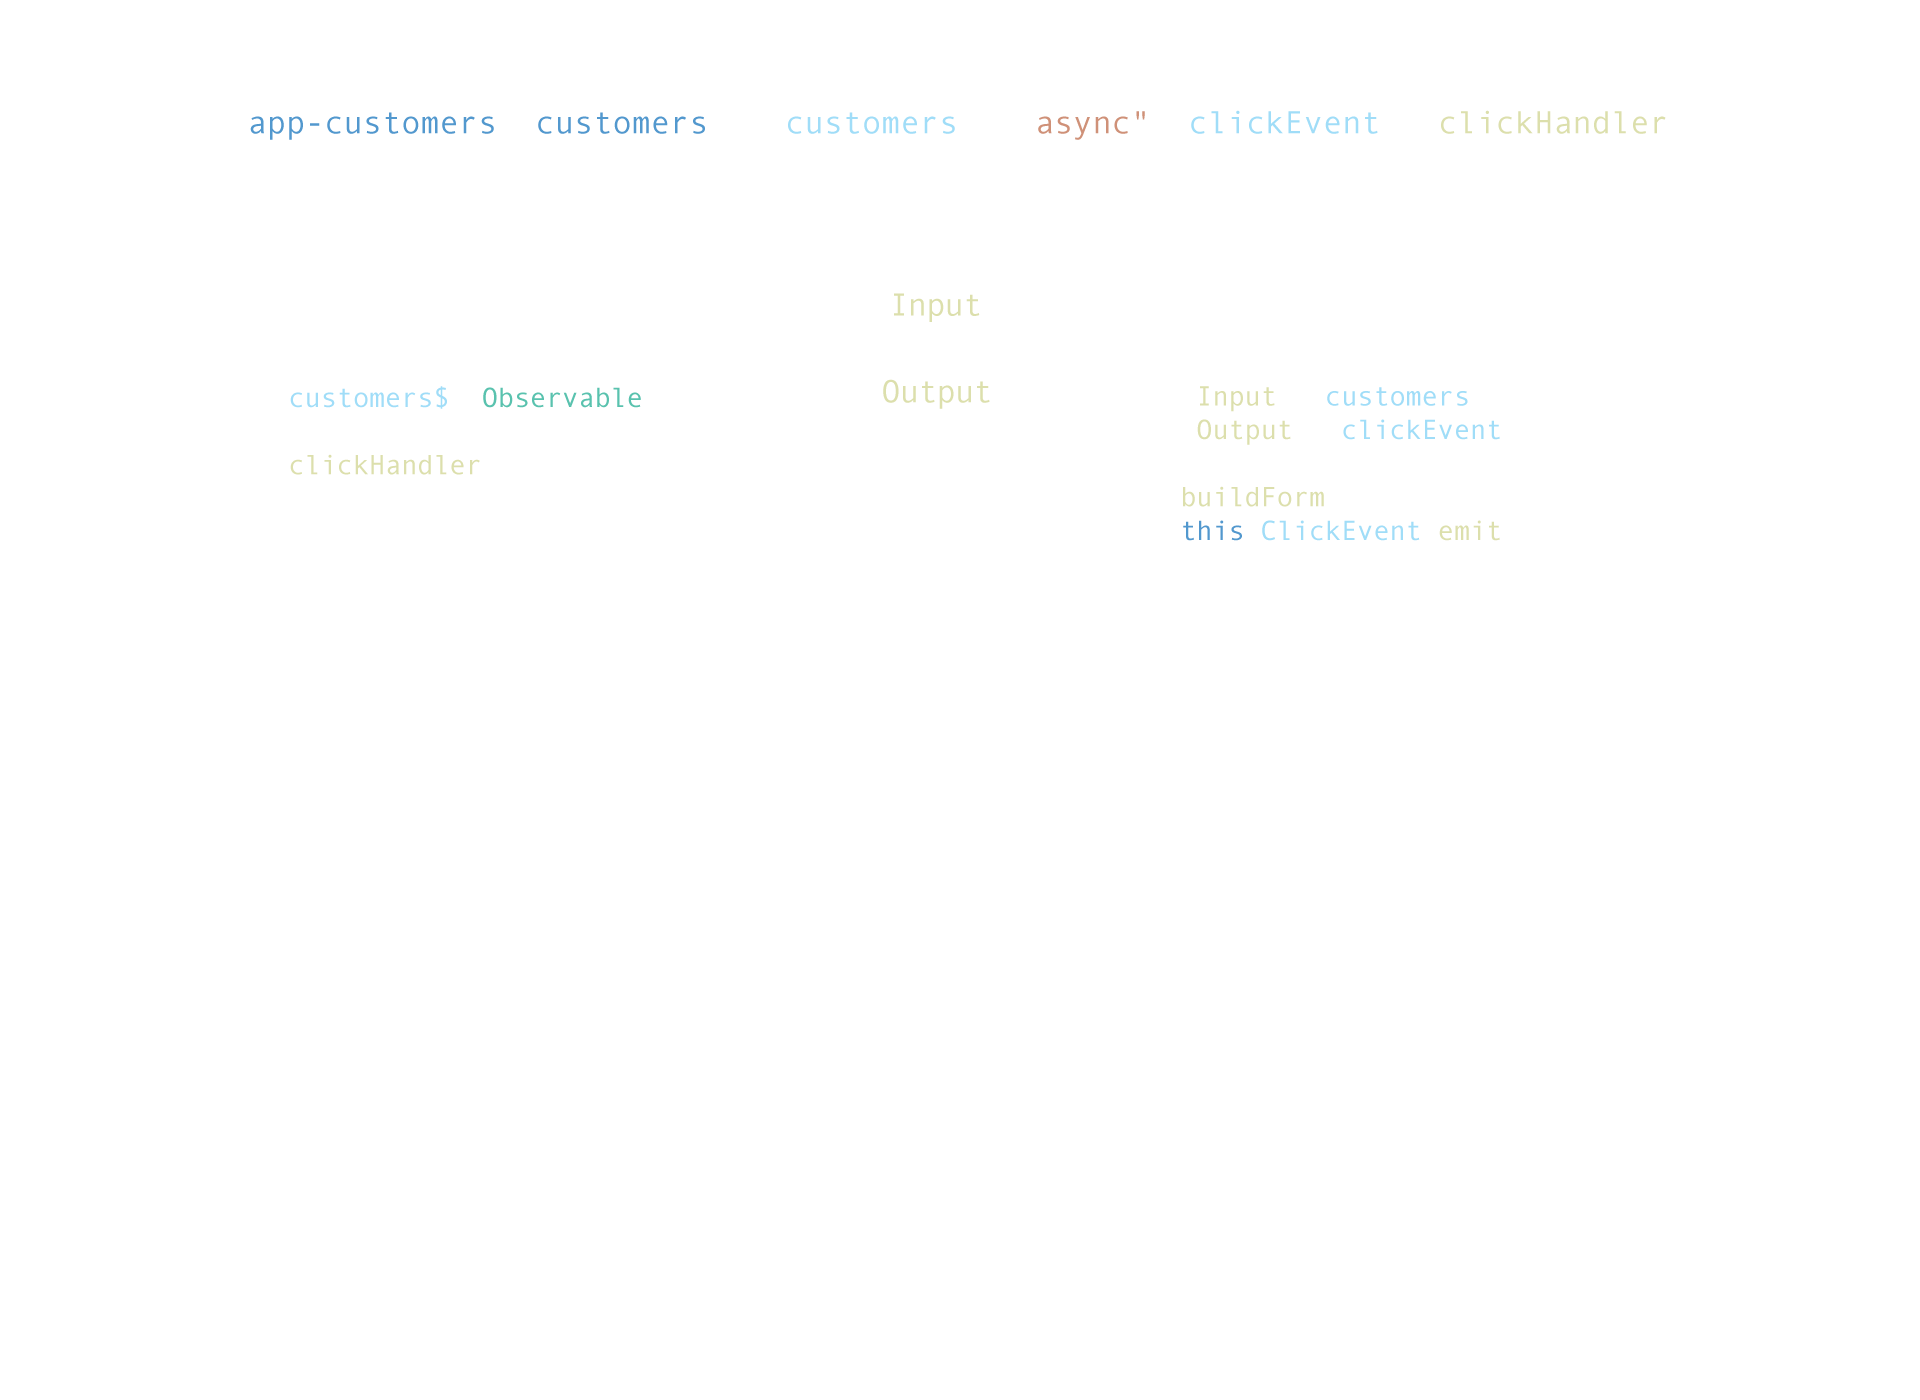 app-customers customers customers async" clickEvent clickHandler
Input
Output
customers$ Observable
clickHandler
Input customers
Output clickEvent
buildForm
this ClickEvent emit